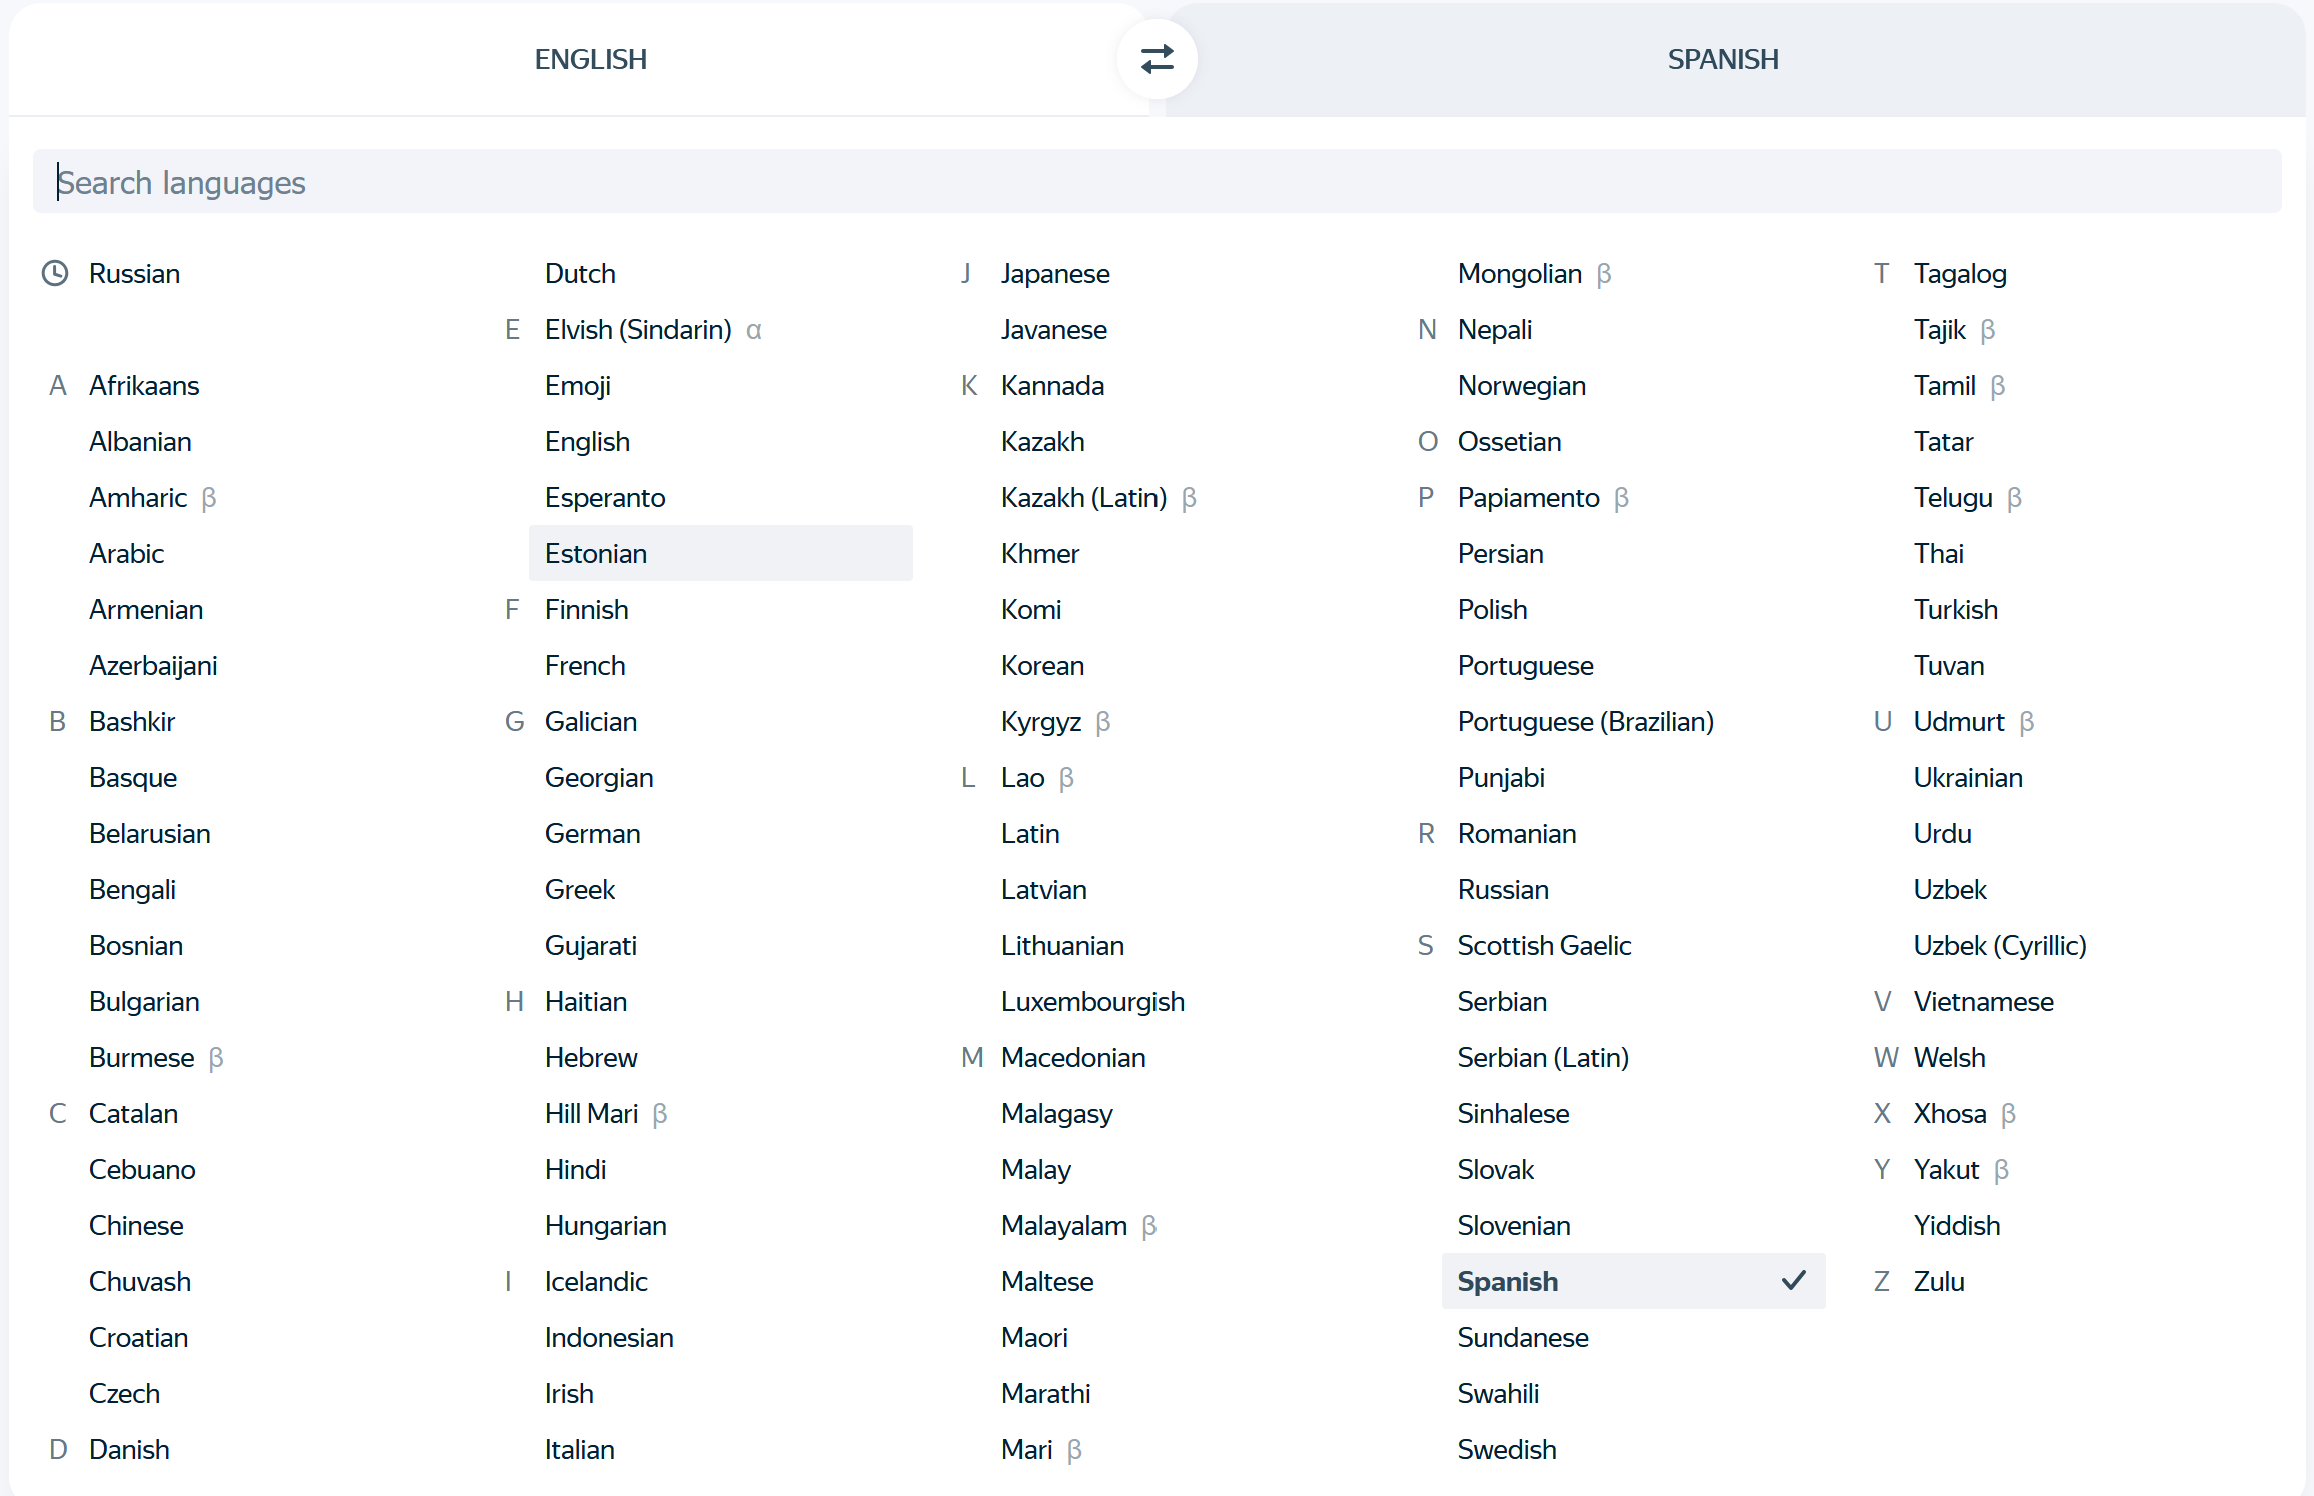 ENGLISH
SPANISH
Search languages
Russian
A Afrikaans
Albanian
Amharic β
Arabic
Armenian
Azerbaijani
B Bashkir
Basque
Belarusian
Bengali
Bosnian
Bulgarian
Burmese β
C Catalan
Cebuano
Chinese
Chuvash
Croatian
Czech
D Danish
Dutch
E Elvish (Sindarin) α
Emoji
English
Esperanto
Estonian
F Finnish
French
G Galician
Georgian
German
Greek
Gujarati
H Haitian
Hebrew
Hill Mari β
Hindi
Hungarian
I Icelandic
Indonesian
Irish
Italian
J Japanese
Javanese
K Kannada
Kazakh
Kazakh (Latin) β
Khmer
Komi
Korean
Kyrgyz β
L Lao β
Latin
Latvian
Lithuanian
Luxembourgish
M Macedonian
Malagasy
Malay
Malayalam β
Maltese
Maori
Marathi
Mari β
Mongolian β
N Nepali
Norwegian
O Ossetian
P Papiamento β
Persian
Polish
Portuguese
Portuguese (Brazilian)
Punjabi
R Romanian
Russian
S Scottish Gaelic
Serbian
Serbian (Latin)
Sinhalese
Slovak
Slovenian
Spanish
Sundanese
Swahili
Swedish
T Tagalog
Tajik β
Tamil β
Tatar
Telugu β
Thai
Turkish
Tuvan
U Udmurt β
Ukrainian
Urdu
Uzbek
Uzbek (Cyrillic)
V Vietnamese
W Welsh
X Xhosa β
Y Yakut β
Yiddish
Z Zulu